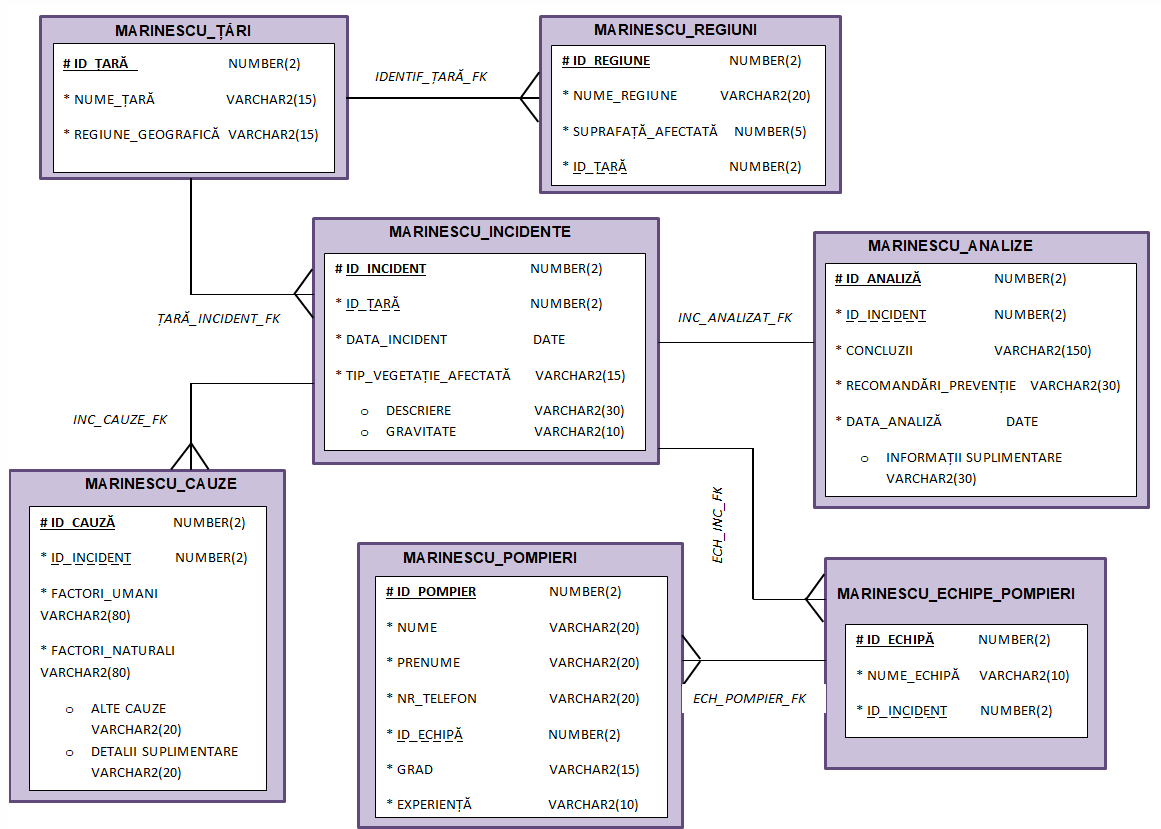 MARINESCU_ȚĂRI
# ID_ȚARĂ NUMBER(2)
* NUME_ȚARĂ VARCHAR2(15)
* REGIUNE_GEOGRAFICĂ VARCHAR2(15)
IDENTIF_ȚARĂ_FK
MARINESCU_REGIUNI
# ID_REGIUNE NUMBER(2)
* NUME_REGIUNE VARCHAR2(20)
* SUPRAFAȚĂ_AFECTATĂ NUMBER(5)
* ID_ȚARĂ NUMBER(2)
MARINESCU_INCIDENTE
# ID_INCIDENT NUMBER(2)
* ID_ȚARĂ NUMBER(2)
* DATA_INCIDENT DATE
* TIP_VEGETAȚIE_AFECTATĂ VARCHAR2(15)
o DESCRIERE VARCHAR2(30)
o GRAVITATE VARCHAR2(10)
ȚARĂ_INCIDENT_FK
INC_ANALIZAT_FK
MARINESCU_ANALIZE
# ID_ANALIZĂ NUMBER(2)
* ID_INCIDENT NUMBER(2)
* CONCLUZII VARCHAR2(150)
* RECOMANDĂRI_PREVENȚIE VARCHAR2(30)
* DATA_ANALIZĂ DATE
o INFORMAȚII SUPLIMENTARE
VARCHAR2(30)
INC_CAUZE_FK
MARINESCU_CAUZE
# ID_CAUZĂ NUMBER(2)
* ID_INCIDENT NUMBER(2)
* FACTORI_UMANI
VARCHAR2(80)
* FACTORI_NATURALI
VARCHAR2(80)
o ALTE CAUZE
VARCHAR2(20)
o DETALII SUPLIMENTARE
VARCHAR2(20)
ECH_INC_FK
MARINESCU_POMPIERI
# ID_POMPIER NUMBER(2)
* NUME VARCHAR2(20)
* PRENUME VARCHAR2(20)
* NR_TELEFON VARCHAR2(20)
* ID_ECHIPĂ NUMBER(2)
* GRAD VARCHAR2(15)
* EXPERIENȚĂ VARCHAR2(10)
ECH_POMPIER_FK
MARINESCU_ECHIPE_POMPIERI
# ID_ECHIPĂ NUMBER(2)
* NUME_ECHIPĂ VARCHAR2(10)
* ID_INCIDENT NUMBER(2)